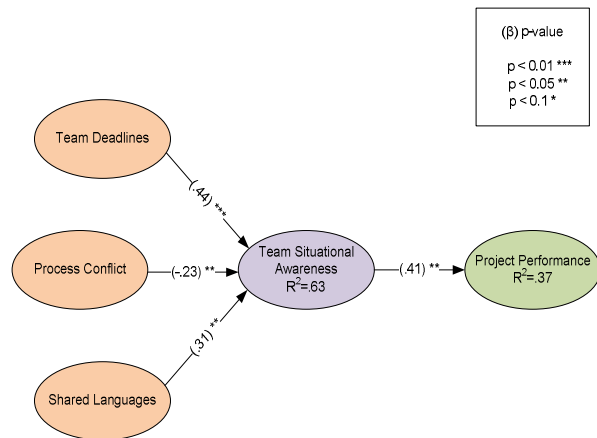 (β) p-value
p < 0.01 ***
p < 0.05 **
p < 0.1 *
Team Deadlines
(.44) ***
Process Conflict
(-.23) **
Team Situational
Awareness
R²=.63
(.41) **
Project Performance
R²=.37
(.31) **
Shared Languages